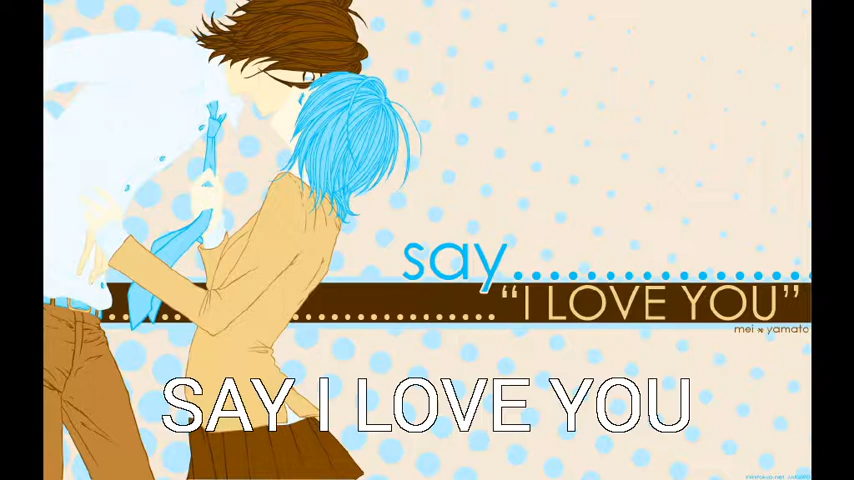 say..................
..................................."I LOVE YOU"
mei × yamato
SAY I LOVE YOU